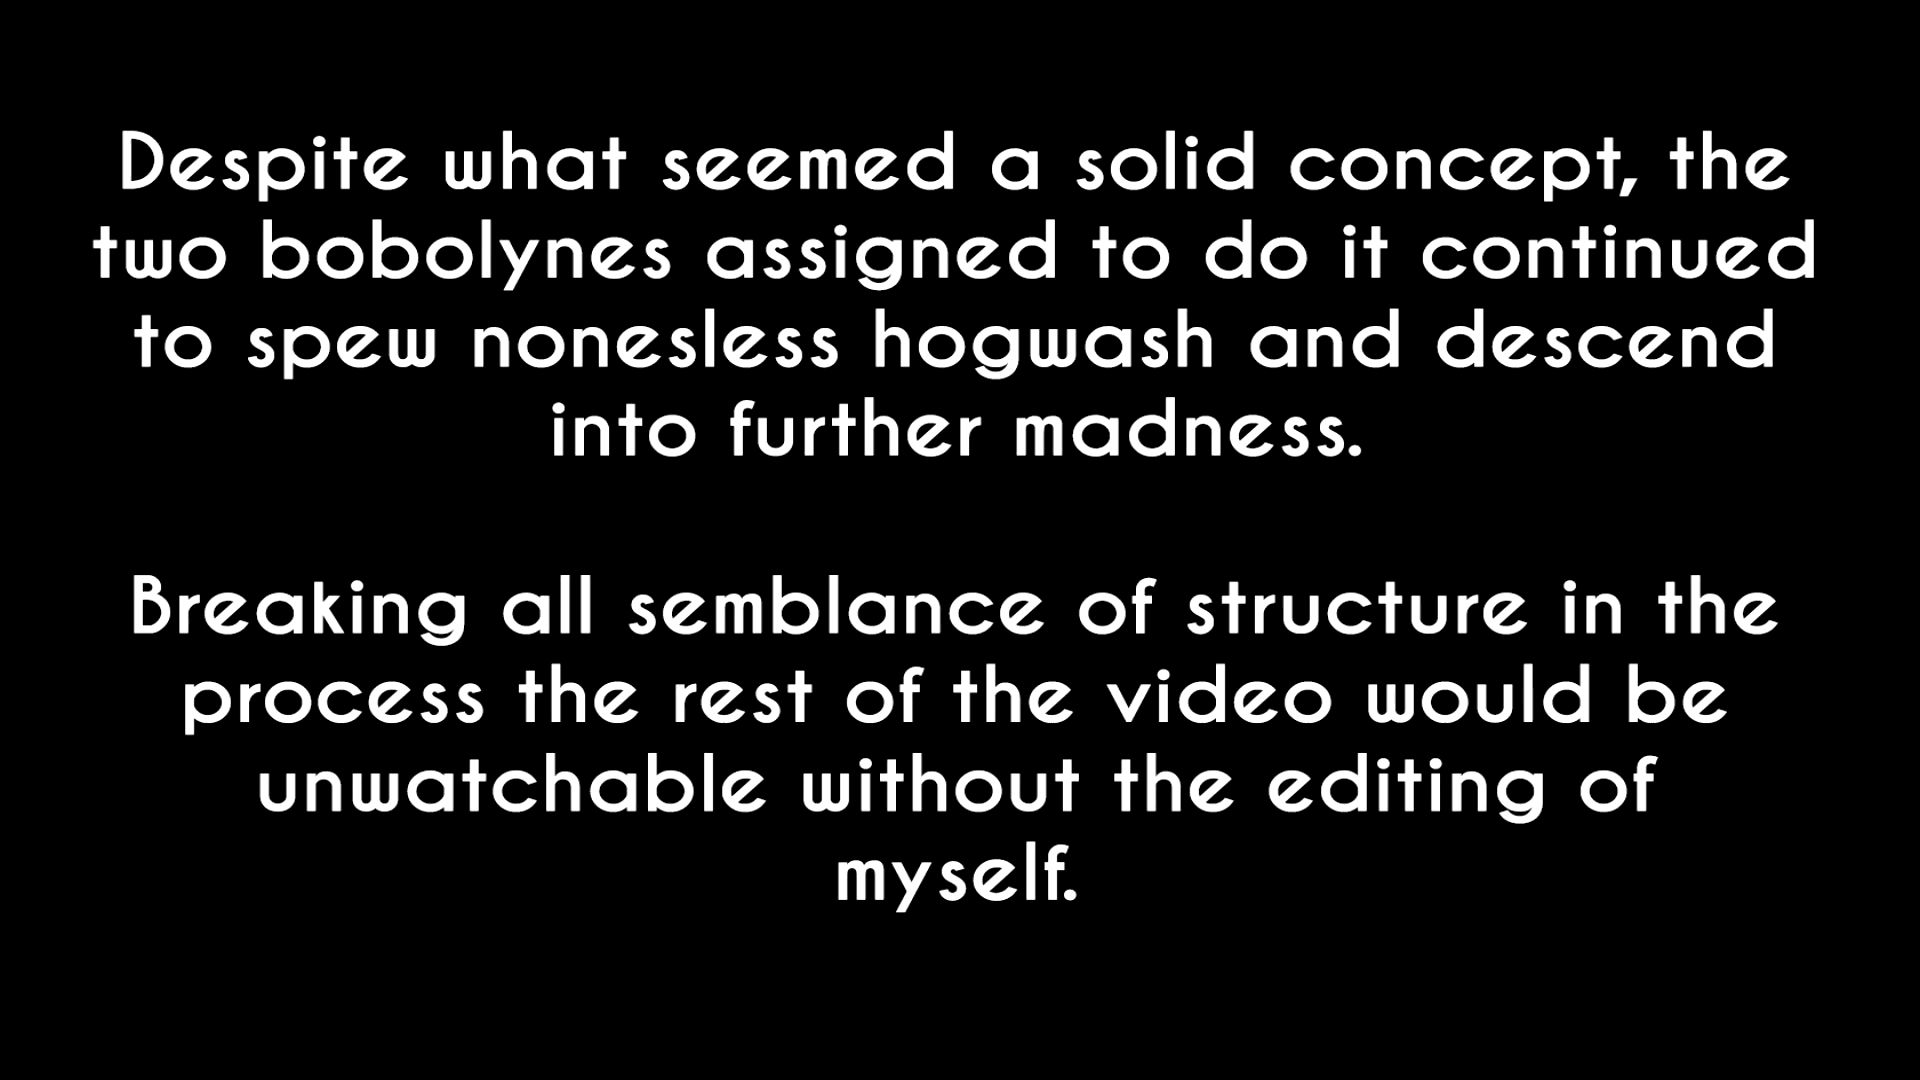 Despite what seemed a solid concept, the
two bobolynes assigned to do it continued
to spew nonesless hogwash and descend
into further madness.
Breaking all semblance of structure in the
process the rest of the video would be
unwatchable without the editing of
myself.